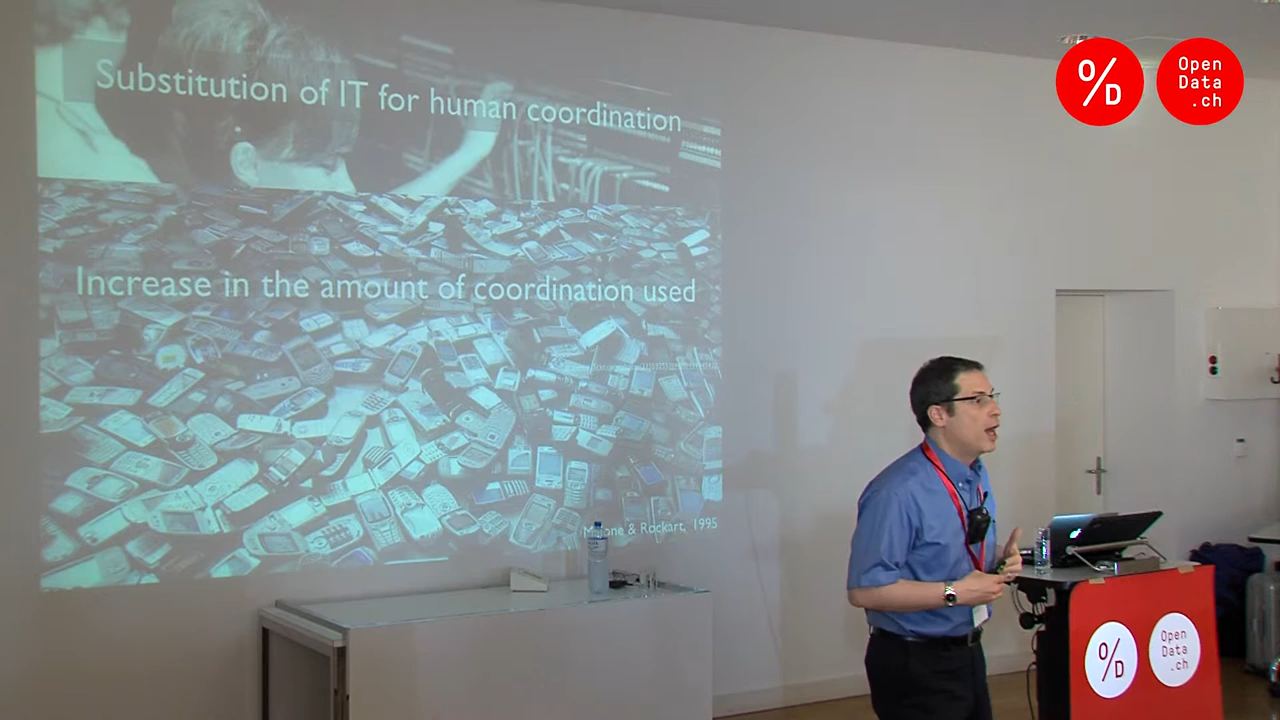 Substitution of IT for human coordination
Increase in the amount of coordination used
Malone & Rockart, 1995
%D
Open
Data
.ch
%D
Open
Data
.ch